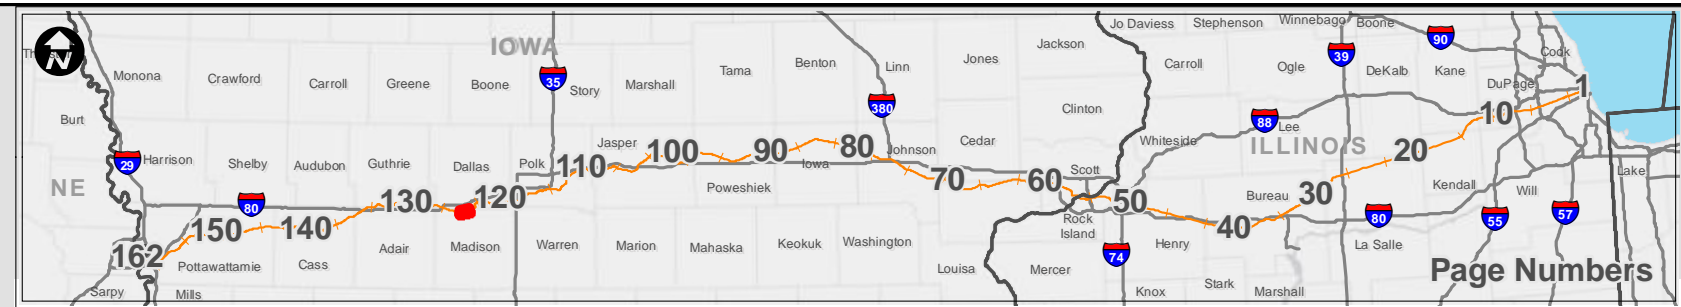 Jo Daviess Stephenson Winnebago Boone
IOWA
N
Monona Crawford Carroll Greene Boone 35 Story Marshall Tama Benton Linn Jones Jackson Carroll Ogle 39 DeKalb Kane 90 Cook
DuPage 1
Burt 380 Clinton 88 Lee 10
Whiteside ILLINOIS 20
29 Harrison Shelby Audubon Guthrie Dallas Polk Jasper 100 90 80 Johnson Cedar Scott
110 Iowa Lake
NE 80 130 120 Poweshiek 70 60 50 Bureau 30 Kendall Will
162 150 140 Adair Madison Warren Marion Mahaska Keokuk Washington Rock Island Henry 40 La Salle 80 55 57
Pottawattamie Cass Louisa Mercer 74 Stark
Page Numbers
Sarpy Mills Knox Marshall